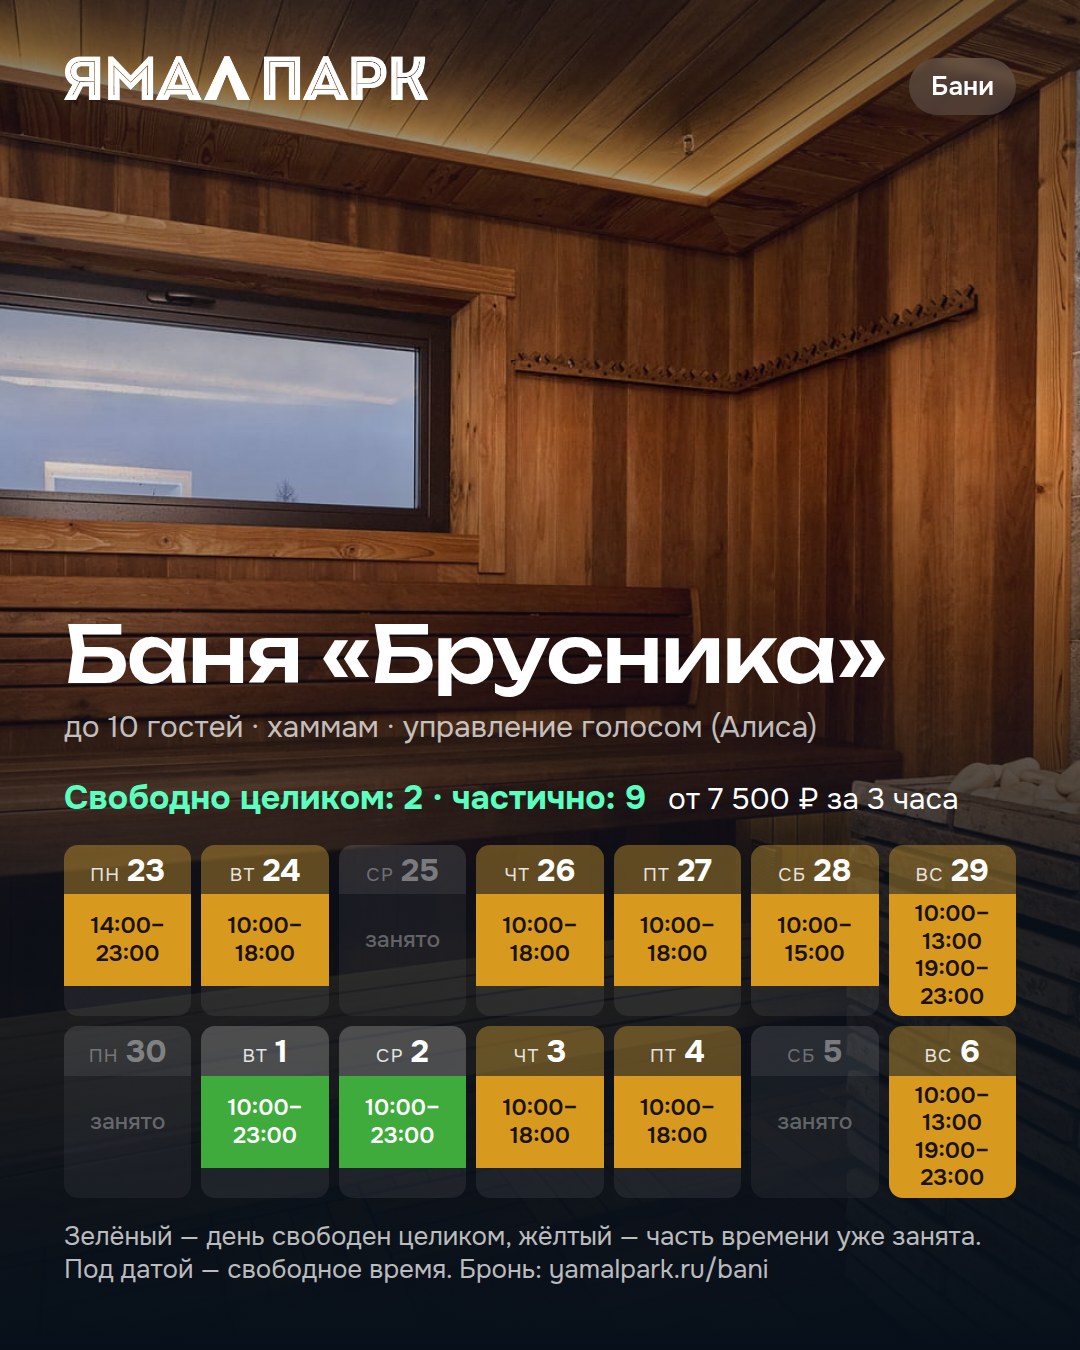 ЯМАЛ ПАРК
Бани
Баня «Брусника»
до 10 гостей · хаммам · управление голосом (Алиса)
Свободно целиком: 2 · частично: 9 от 7 500 ₽ за 3 часа
ПН 23 ВТ 24 СР 25 ЧТ 26 ПТ 27 СБ 28 ВС 29
14:00–23:00 10:00–18:00 занято 10:00–18:00 10:00–18:00 10:00–15:00 10:00–13:00 19:00–23:00
ПН 30 ВТ 1 СР 2 ЧТ 3 ПТ 4 СБ 5 ВС 6
занято 10:00–23:00 10:00–23:00 10:00–18:00 10:00–18:00 занято 10:00–13:00 19:00–23:00
Зелёный — день свободен целиком, жёлтый — часть времени уже занята.
Под датой — свободное время. Бронь: yamalpark.ru/bani